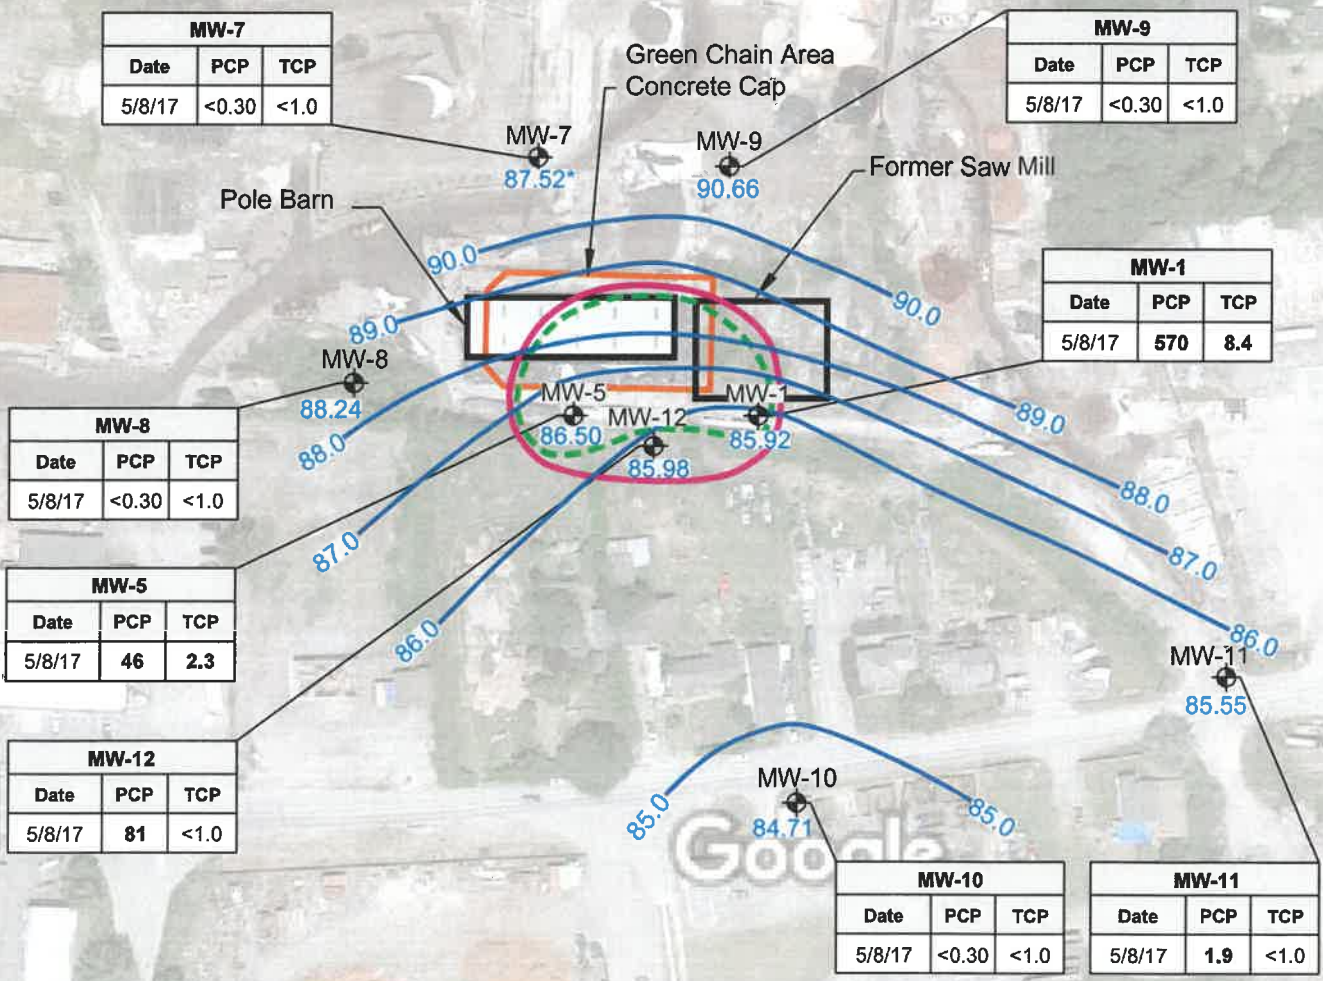 MW-7
Date PCP TCP
5/8/17 <0.30 <1.0
MW-9
Date PCP TCP
5/8/17 <0.30 <1.0
Green Chain Area
Concrete Cap
MW-7
87.52*
MW-9
90.66
Former Saw Mill
Pole Barn
90.0
90.0
MW-1
Date PCP TCP
5/8/17 570 8.4
89.0
89.0
MW-8
88.24
88.0
88.0
MW-5
86.50
MW-12
85.98
MW-1
85.92
MW-8
Date PCP TCP
5/8/17 <0.30 <1.0
87.0
87.0
MW-5
Date PCP TCP
5/8/17 46 2.3
86.0
86.0
MW-11
85.55
MW-12
Date PCP TCP
5/8/17 81 <1.0
85.0
85.0
MW-10
84.71
Google
MW-10
Date PCP TCP
5/8/17 <0.30 <1.0
MW-11
Date PCP TCP
5/8/17 1.9 <1.0